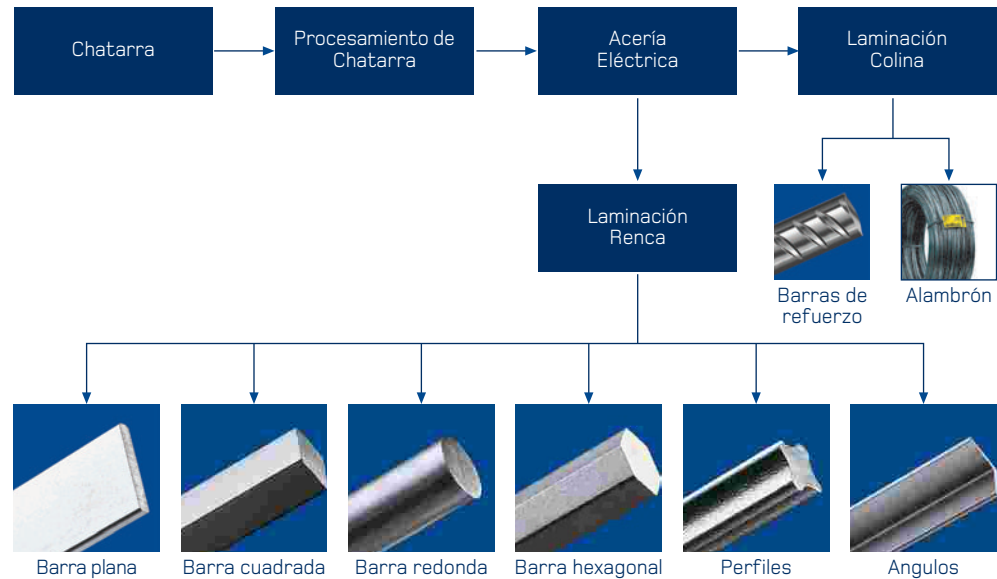 Chatarra
Procesamiento de
Chatarra
Acería
Eléctrica
Laminación
Colina
Laminación
Renca
Barras de
refuerzo
Alambrón
Barra plana
Barra cuadrada
Barra redonda
Barra hexagonal
Perfiles
Angulos